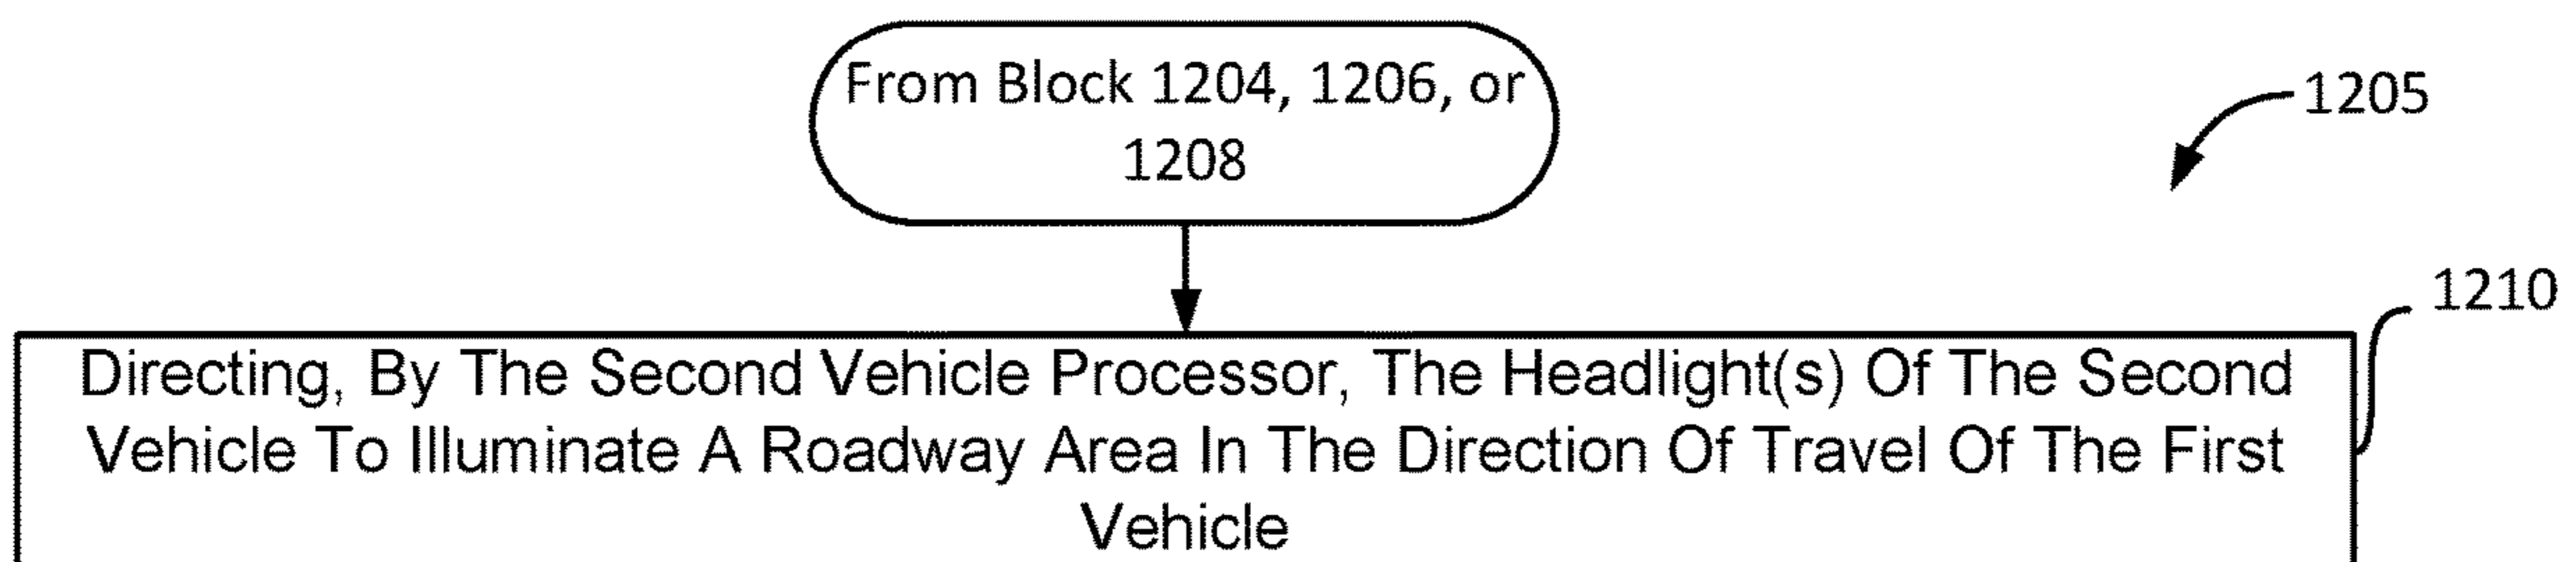 From Block 1204, 1206, or
1208
1205
1210
Directing, By The Second Vehicle Processor, The Headlight(s) Of The Second
Vehicle To Illuminate A Roadway Area In The Direction Of Travel Of The First
Vehicle